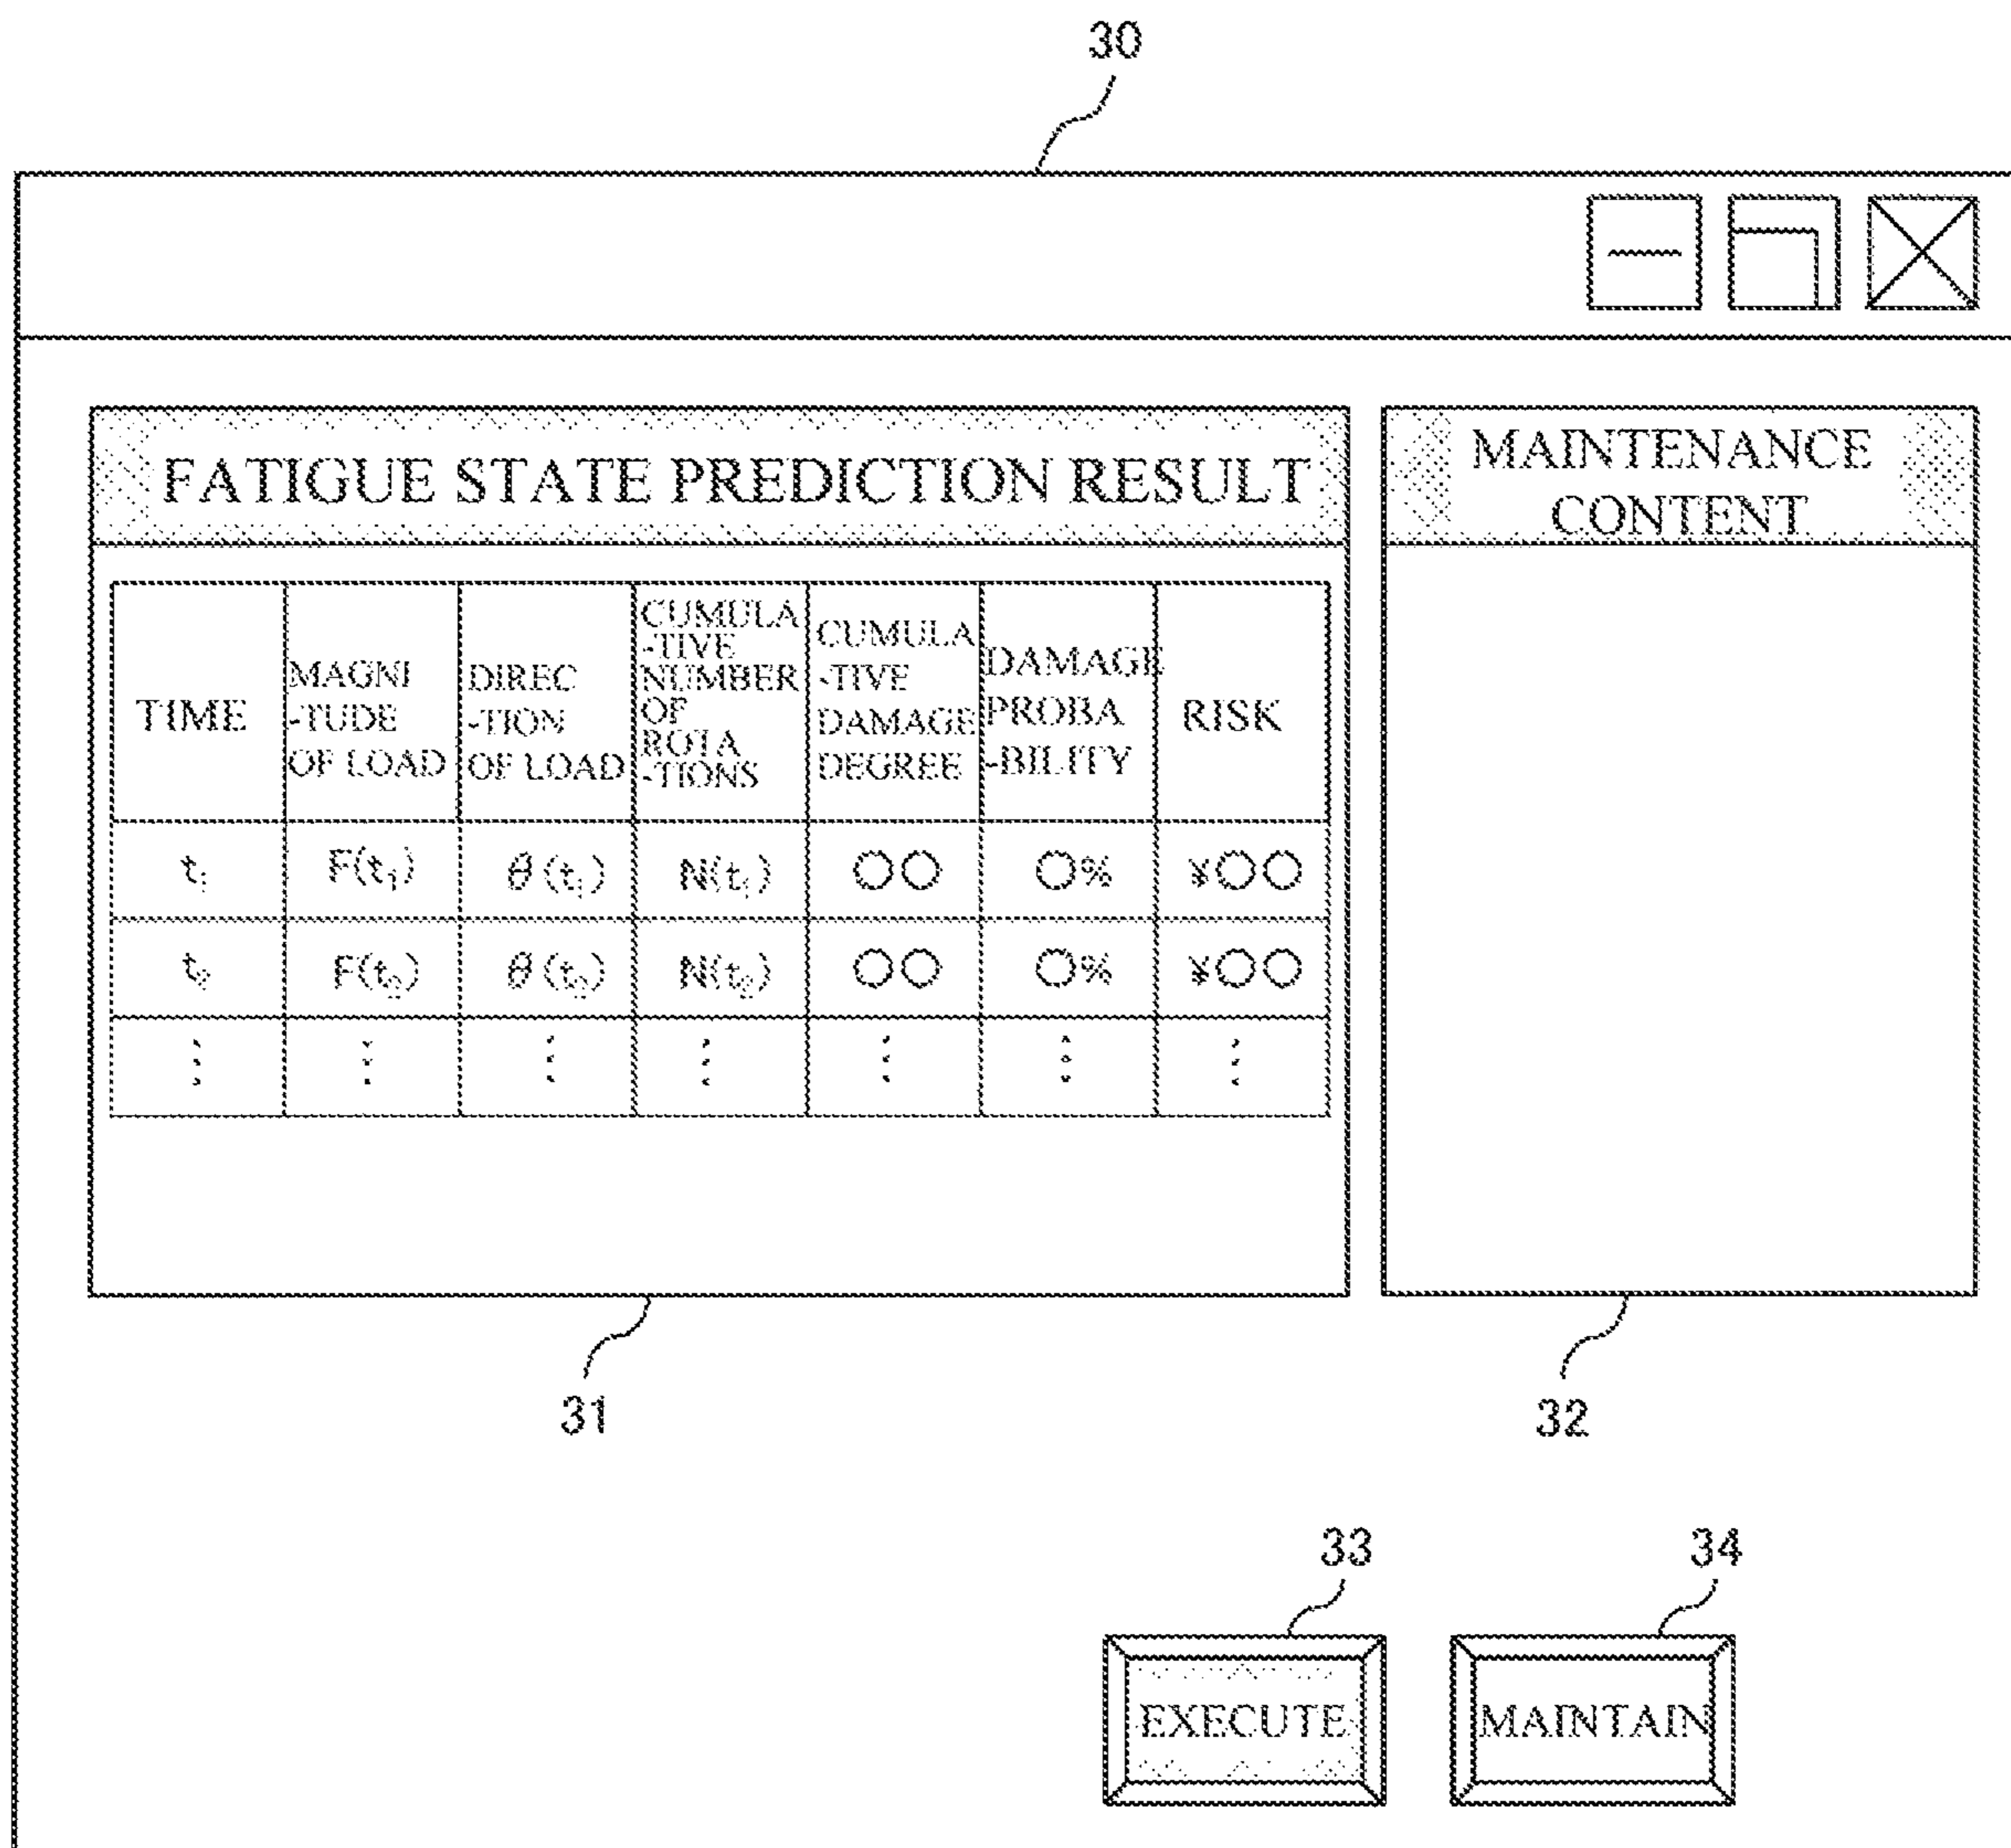 30
FATIGUE STATE PREDICTION RESULT
MAINTENANCE
CONTENT
TIME
MAGNI
-TUDE
OF LOAD
DIREC
-TION
OF LOAD
CUMULA
-TIVE
NUMBER
OF
ROTA
-TIONS
CUMULA
-TIVE
DAMAGE
DEGREE
DAMAGE
PROBA
-BILITY
RISK
t₁ F(t₁) θ(t₁) N(t₁) ○○ ○% ¥○○
t₂ F(t₂) θ(t₂) N(t₂) ○○ ○% ¥○○
⋮ ⋮ ⋮ ⋮ ⋮ ⋮ ⋮
31
32
33
34
EXECUTE
MAINTAIN